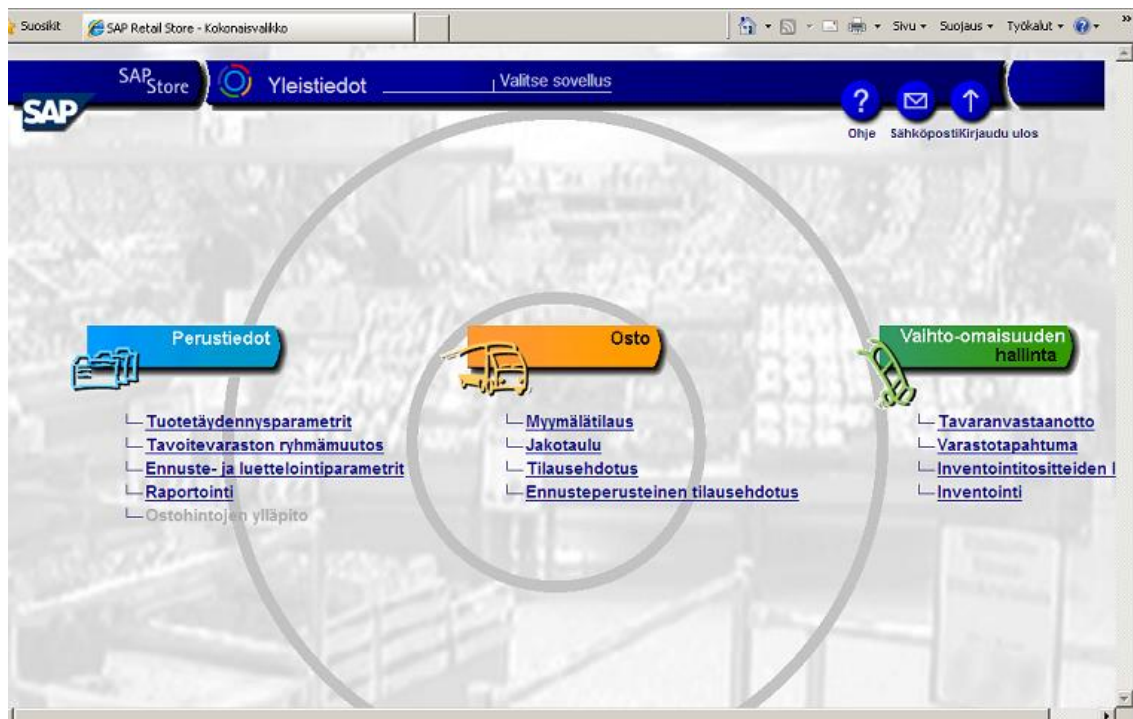 Suosikit
SAP Retail Store - Kokonaisvalikko
Sivu
Suojaus
Työkalut
»
SAP Store
Yleistiedot
Valitse sovellus
SAP
?
Ohje
Sähköposti
Kirjaudu ulos
Perustiedot
Tuotetäydennysparametrit
Tavoitevaraston ryhmämuutos
Ennuste- ja luettelointiparametrit
Raportointi
Ostohintojen ylläpito
Osto
Myymälätilaus
Jakotaulu
Tilausehdotus
Ennusteperusteinen tilausehdotus
Vaihto-omaisuuden
hallinta
Tavaranvastaanotto
Varastotapahtuma
Inventointitositteiden l
Inventointi